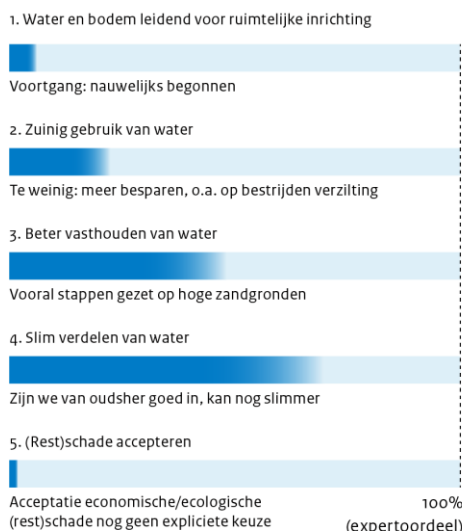 1. Water en bodem leidend voor ruimtelijke inrichting
Voortgang: nauwelijks begonnen
2. Zuinig gebruik van water
Te weinig: meer besparen, o.a. op bestrijden verzilting
3. Beter vasthouden van water
Vooral stappen gezet op hoge zandgronden
4. Slim verdelen van water
Zijn we van oudsher goed in, kan nog slimmer
5. (Rest)schade accepteren
Acceptatie economische/ecologische
(rest)schade nog geen expliciete keuze
100%
(expertoordeel)